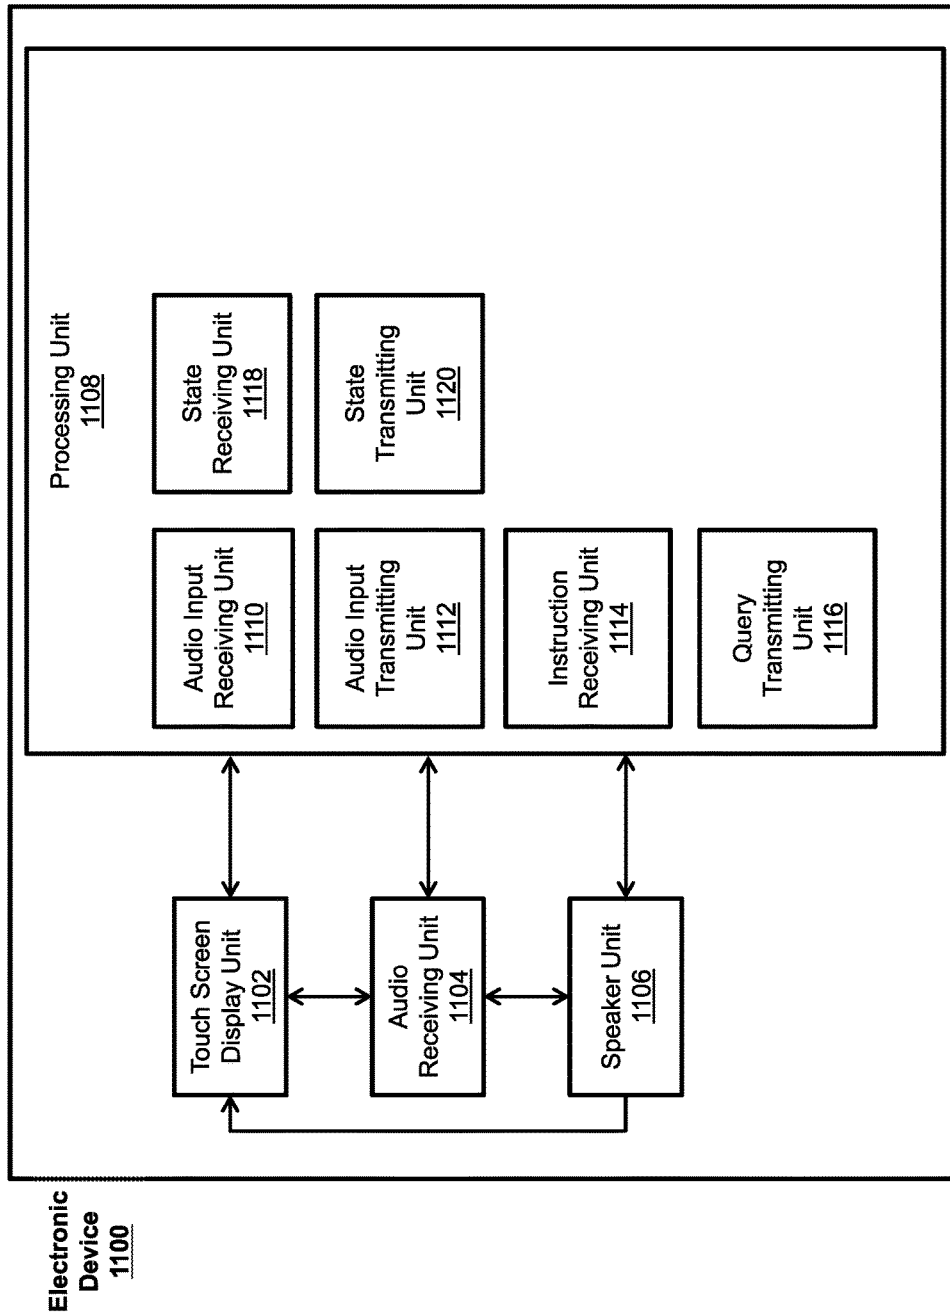 Electronic
Device
1100
Touch Screen
Display Unit
1102
Audio
Receiving Unit
1104
Speaker Unit
1106
Processing Unit
1108
Audio Input
Receiving Unit
1110
Audio Input
Transmitting
Unit
1112
Instruction
Receiving Unit
1114
Query
Transmitting
Unit
1116
State
Receiving Unit
1118
State
Transmitting
Unit
1120